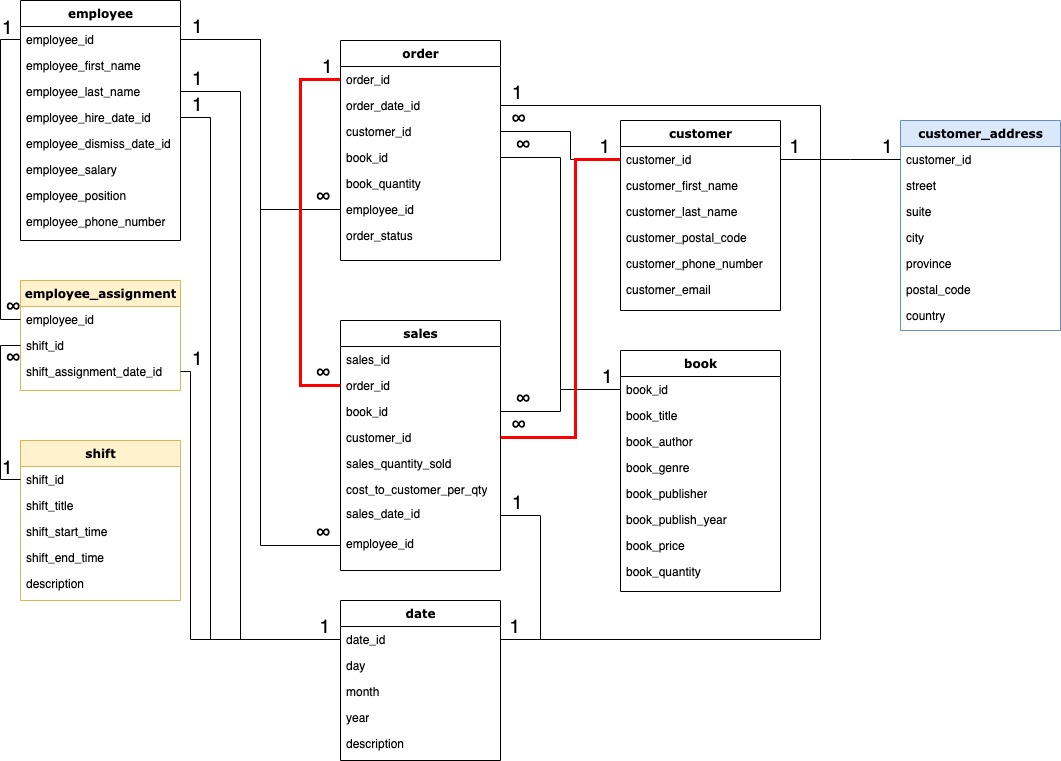 employee
1
1
employee_id
employee_first_name
1
employee_last_name
1
employee_hire_date_id
employee_dismiss_date_id
employee_salary
employee_position
employee_phone_number
∞
employee_assignment
employee_id
∞
shift_id
1
shift_assignment_date_id
shift
1
shift_id
shift_title
shift_start_time
shift_end_time
description
order
1
order_id
1
order_date_id
∞
customer_id
∞
book_id
book_quantity
∞
employee_id
order_status
sales
sales_id
∞
order_id
∞
book_id
∞
customer_id
sales_quantity_sold
cost_to_customer_per_qty
1
sales_date_id
∞
employee_id
date
1
1
date_id
day
month
year
description
customer
1
1
customer_id
customer_first_name
customer_last_name
customer_postal_code
customer_phone_number
customer_email
book
1
book_id
book_title
book_author
book_genre
book_publisher
book_publish_year
book_price
book_quantity
customer_address
1
customer_id
street
suite
city
province
postal_code
country